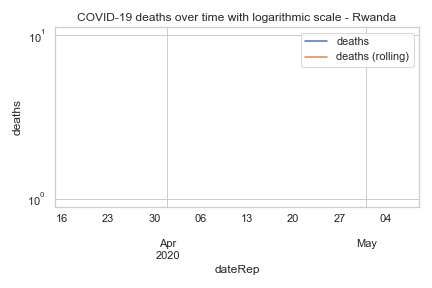 COVID-19 deaths over time with logarithmic scale - Rwanda
10¹
deaths
deaths (rolling)
deaths
10⁰
16 23 30 06 13 20 27 04
Apr May
2020
dateRep